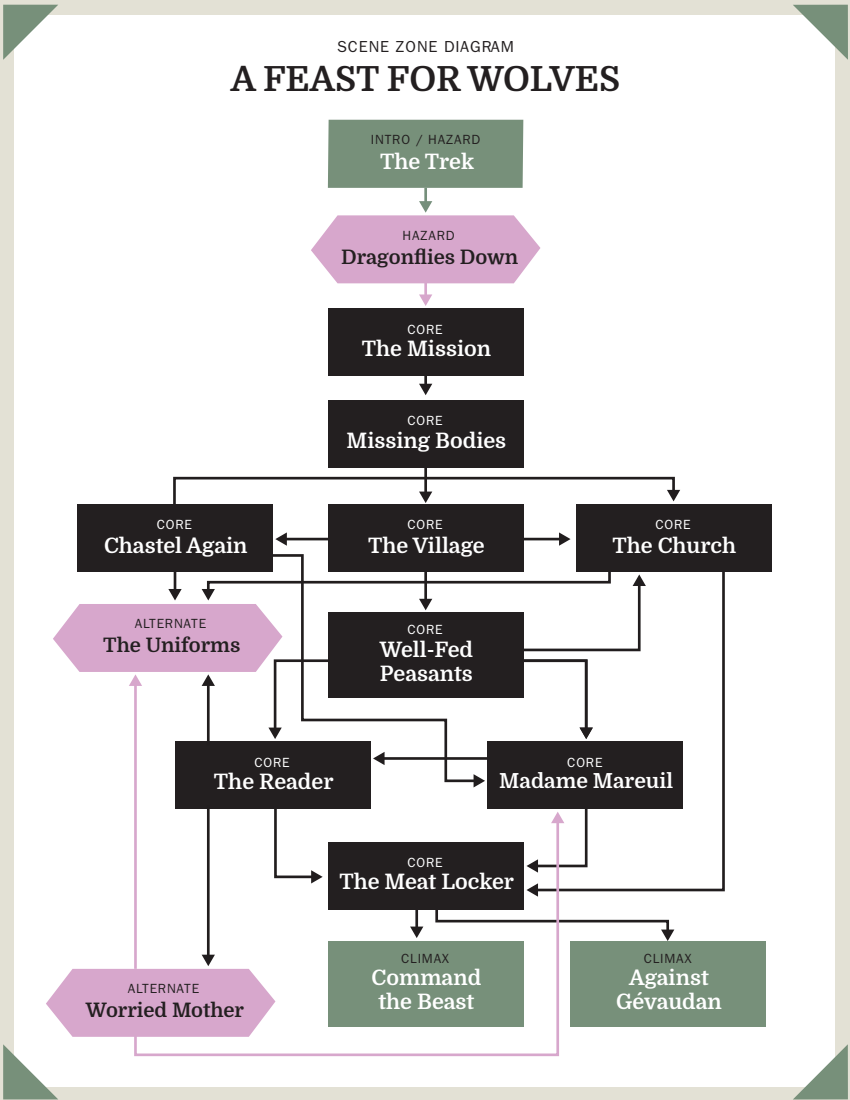 SCENE ZONE DIAGRAM
A FEAST FOR WOLVES
INTRO / HAZARD
The Trek
HAZARD
Dragonflies Down
CORE
The Mission
CORE
Missing Bodies
CORE
Chastel Again
CORE
The Village
CORE
The Church
ALTERNATE
The Uniforms
CORE
Well-Fed
Peasants
CORE
The Reader
CORE
Madame Mareuil
CORE
The Meat Locker
ALTERNATE
Worried Mother
CLIMAX
Command
the Beast
CLIMAX
Against
Gévaudan